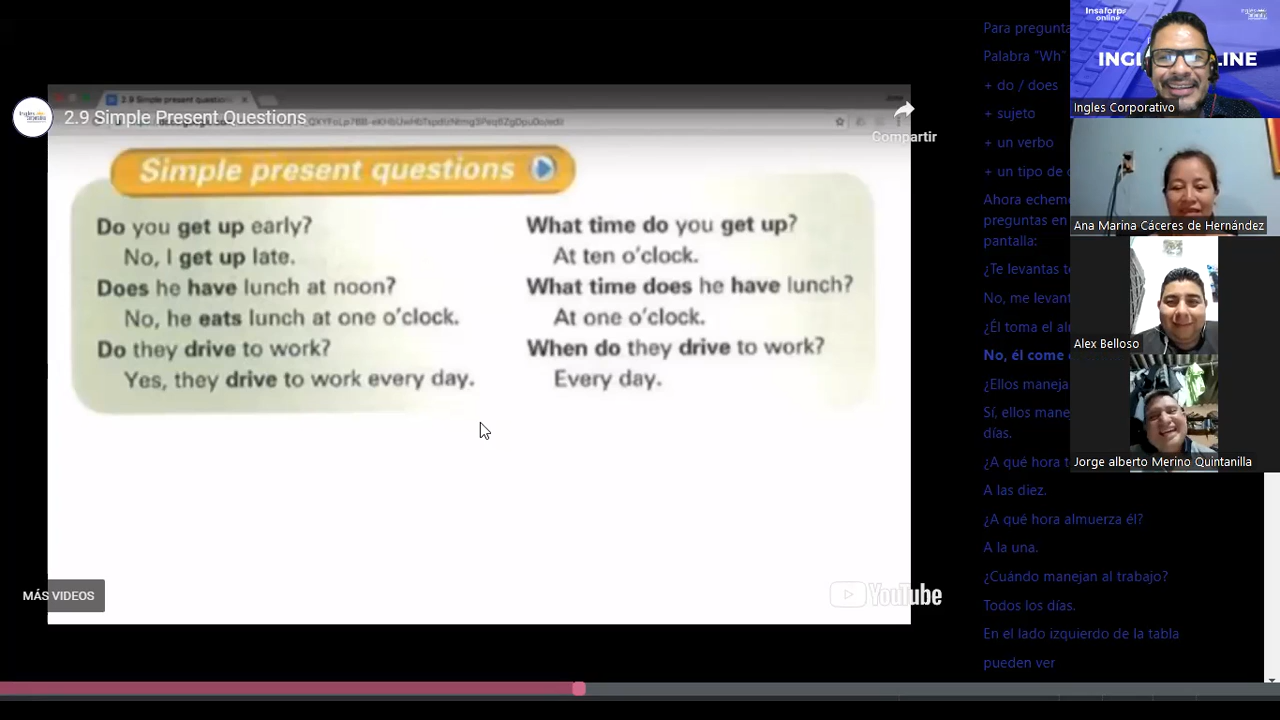 2.9 Simple Present Questions
Compartir
Simple present questions
Do you get up early?
No, I get up late.
Does he have lunch at noon?
No, he eats lunch at one o'clock.
Do they drive to work?
Yes, they drive to work every day.
What time do you get up?
At ten o'clock.
What time does he have lunch?
At one o'clock.
When do they drive to work?
Every day.
MÁS VIDEOS
YouTube
Palabra "Wh"
+ do / does
+ sujeto
+ un verbo
+ un tipo de
Ahora
preguntas en
pantalla:
¿Te levantas
No, me
¿Él toma el
No, él come
¿Ellos maneja
Sí, ellos
días.
¿A qué hora
A las diez.
¿A qué hora almuerza él?
A la una.
¿Cuándo manejan al trabajo?
Todos los días.
En el lado izquierdo de la tabla
pueden ver
Insaforp
online
Ingles Corporativo
Ana Marina Cáceres de Hernández
Alex Belloso
Jorge alberto Merino Quintanilla